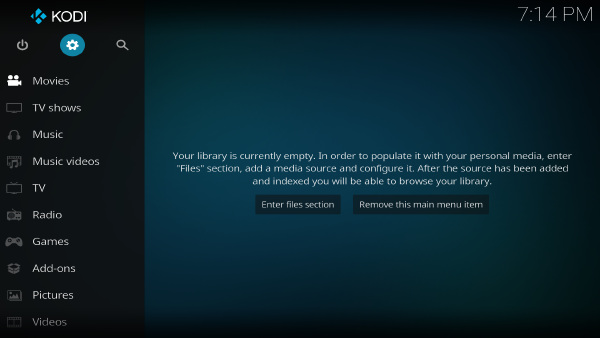 KODI
7:14 PM
Movies
TV shows
Music
Music videos
TV
Radio
Games
Add-ons
Pictures
Videos
Your library is currently empty. In order to populate it with your personal media, enter
"Files" section, add a media source and configure it. After the source has been added
and indexed you will be able to browse your library.
Enter files section
Remove this main menu item